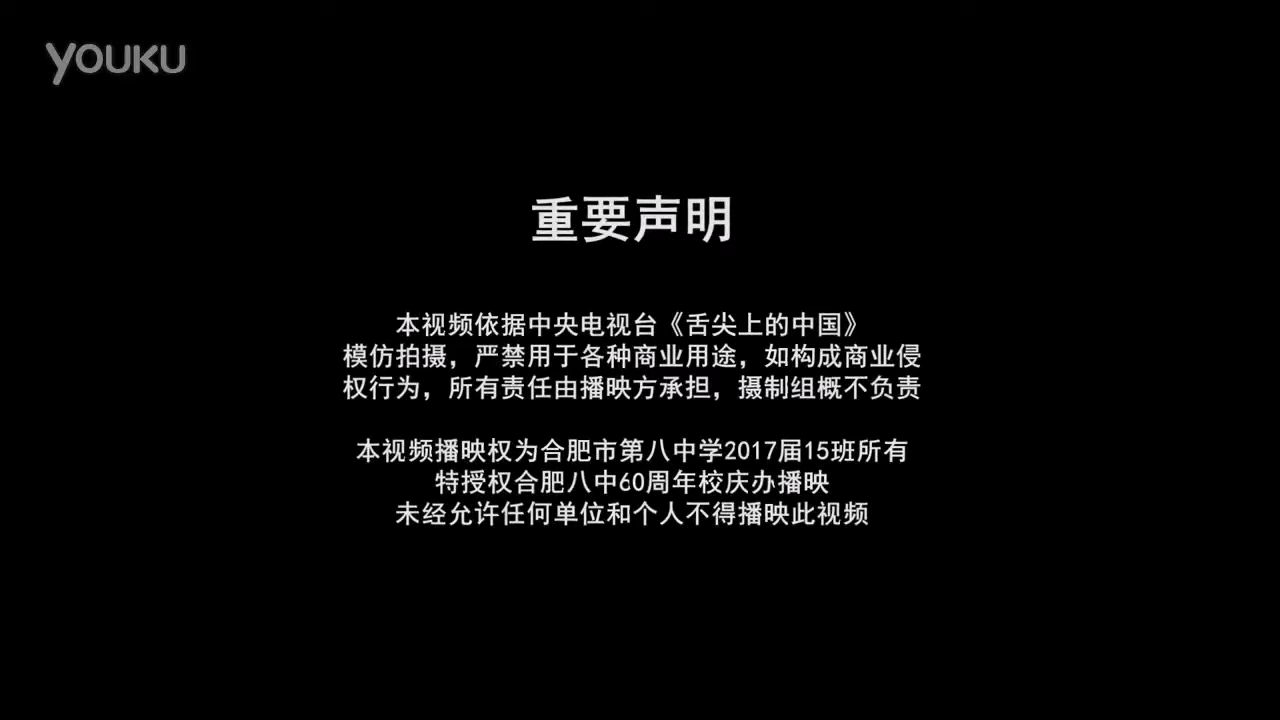 YOUKU
重要声明
本视频依据中央电视台《舌尖上的中国》
模仿拍摄，严禁用于各种商业用途，如构成商业侵
权行为，所有责任由播映方承担，摄制组概不负责
本视频播映权为合肥市第八中学2017届15班所有
特授权合肥八中60周年校庆办播映
未经允许任何单位和个人不得播映此视频